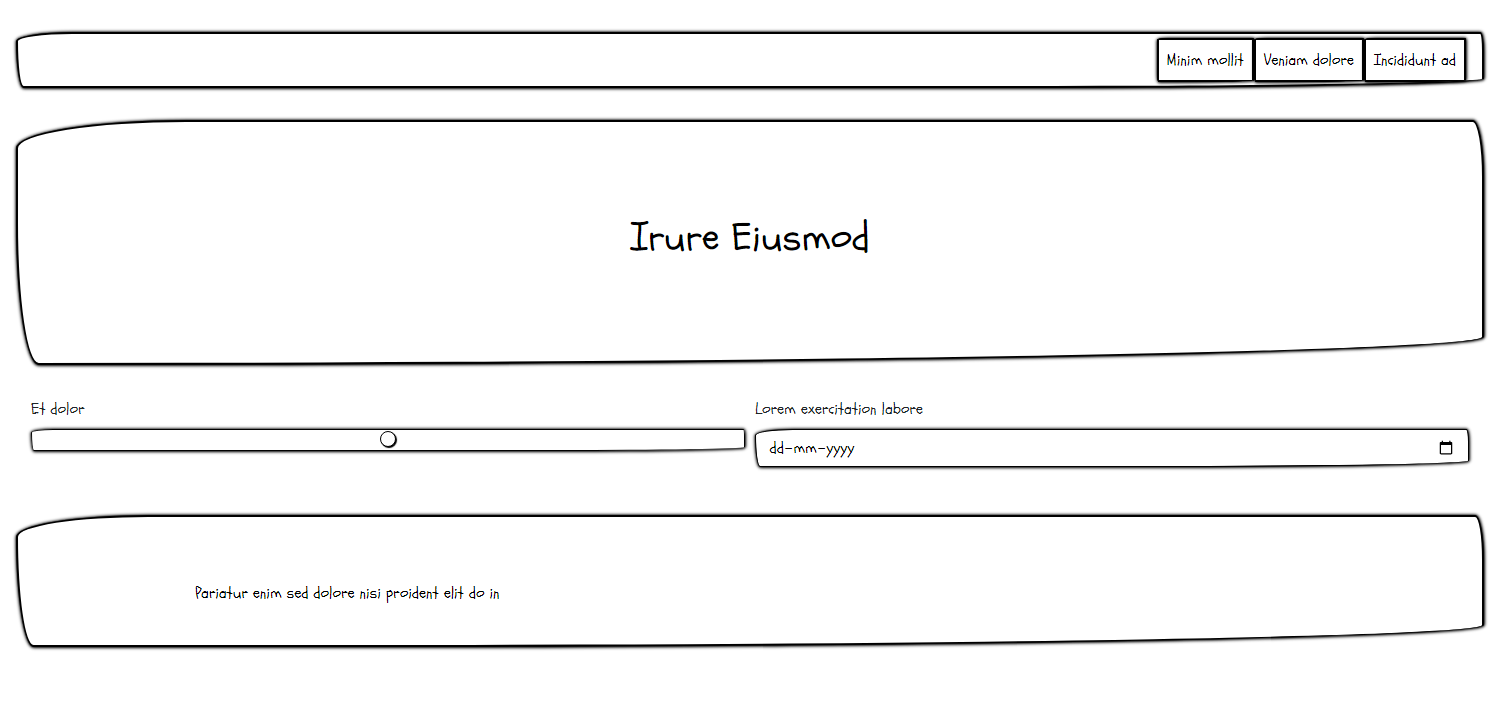 Minim mollit Veniam dolore Incididunt ad
Irure Eiusmod
Et dolor Lorem exercitation labore
dd-mm-yyyy
Pariatur enim sed dolore nisi proident elit do in